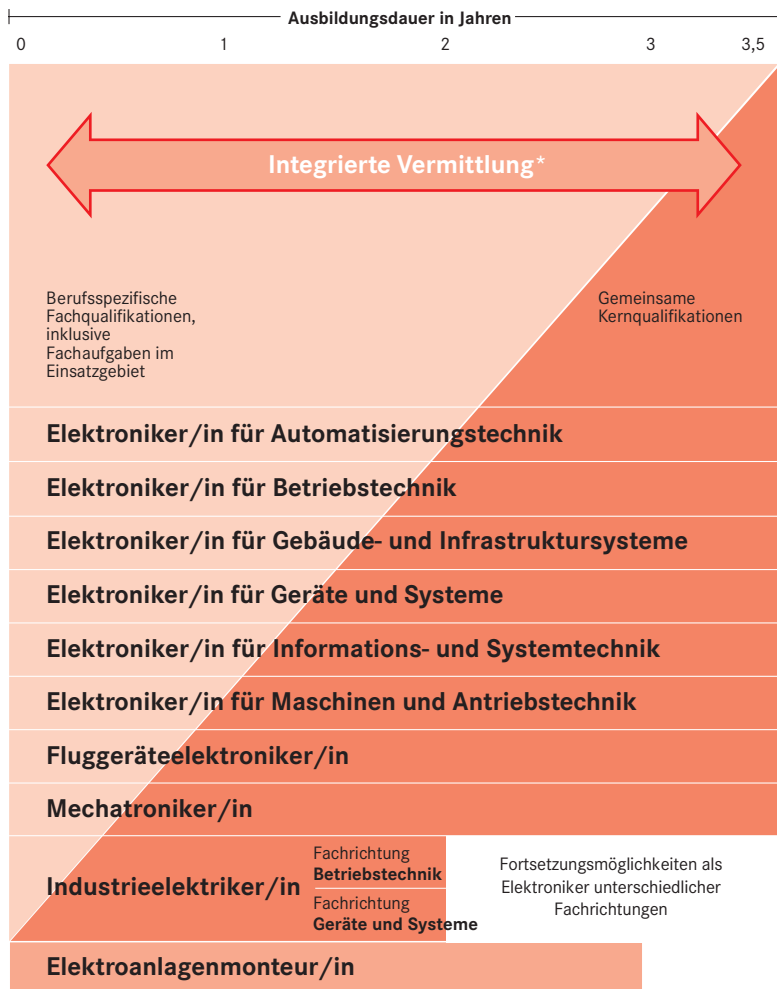 Ausbildungsdauer in Jahren
0 1 2 3 3,5
Integrierte Vermittlung*
Berufsspezifische
Fachqualifikationen,
inklusive
Fachaufgaben im
Einsatzgebiet
Gemeinsame
Kernqualifikationen
Elektroniker/in für Automatisierungstechnik
Elektroniker/in für Betriebstechnik
Elektroniker/in für Gebäude- und Infrastruktursysteme
Elektroniker/in für Geräte und Systeme
Elektroniker/in für Informations- und Systemtechnik
Elektroniker/in für Maschinen und Antriebstechnik
Fluggeräteelektroniker/in
Mechatroniker/in
Industrieelektriker/in
Fachrichtung
Betriebstechnik
Fachrichtung
Geräte und Systeme
Fortsetzungsmöglichkeiten als
Elektroniker unterschiedlicher
Fachrichtungen
Elektroanlagenmonteur/in